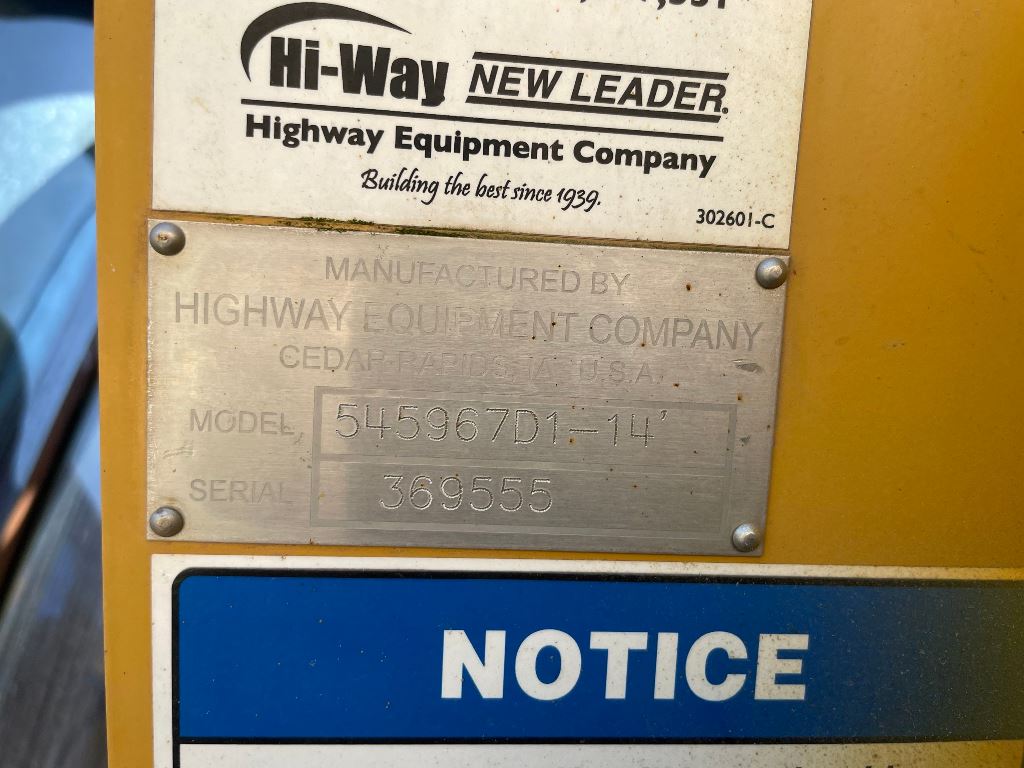 Hi-Way NEW LEADER.
Highway Equipment Company
Building the best since 1939.
302601-C
MANUFACTURED BY
HIGHWAY EQUIPMENT COMPANY
CEDAR RAPIDS, IA. U.S.A.
MODEL 545967D1-14'
SERIAL 369555
NOTICE